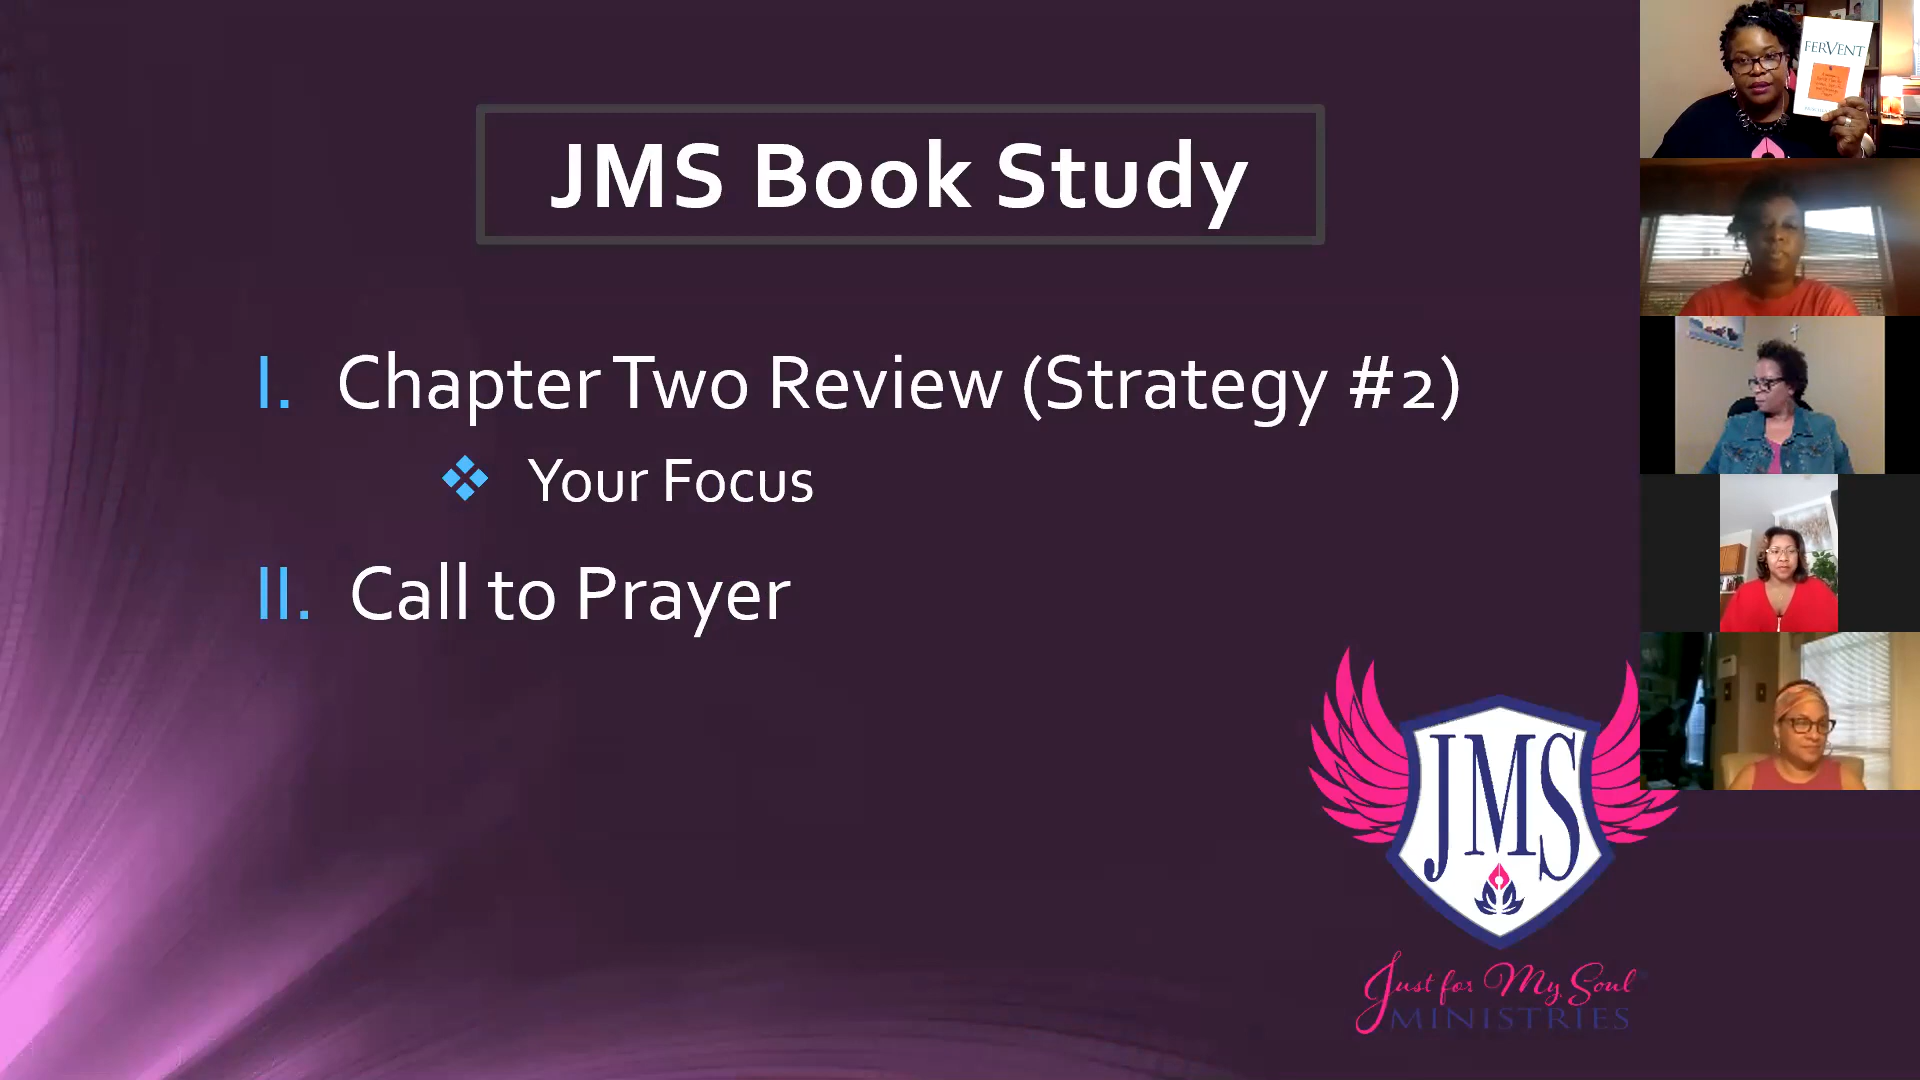 JMS Book Study
I. Chapter Two Review (Strategy #2)
❖ Your Focus
II. Call to Prayer
JMS
Just for My Soul
MINISTRIES
FERVENT